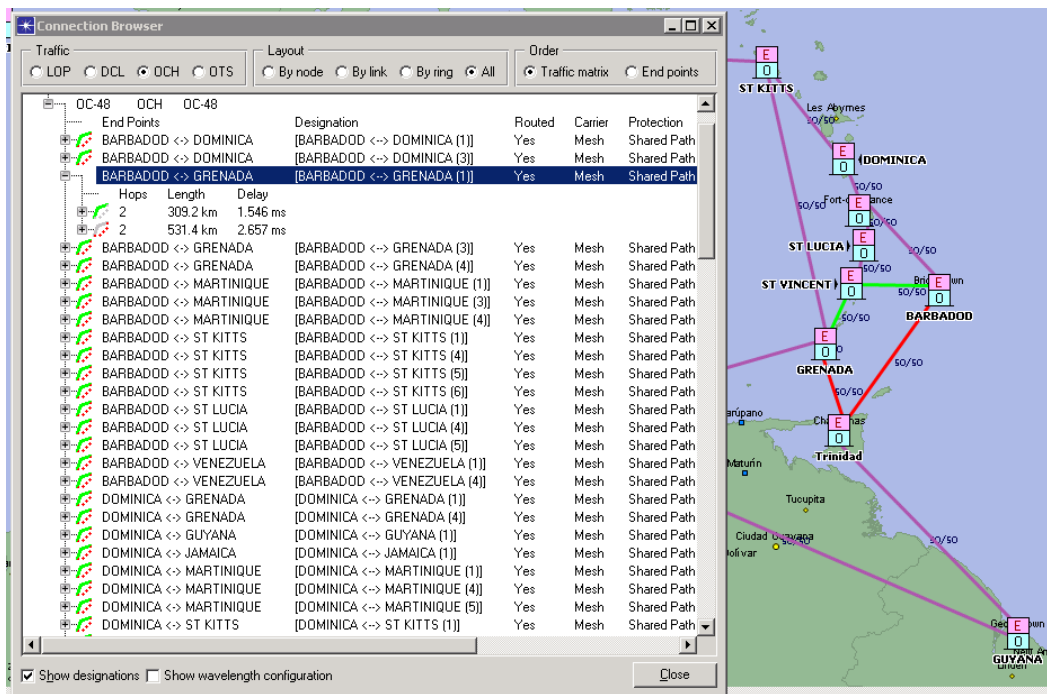 Connection Browser
Traffic
Layout
Order
LOP DCL OCH OTS
By node By link By ring All
Traffic matrix End points
OC-48 OCH OC-48
End Points Designation Routed Carrier Protection
BARBADOD <-> DOMINICA [BARBADOD <--> DOMINICA (1)] Yes Mesh Shared Path
BARBADOD <-> DOMINICA [BARBADOD <--> DOMINICA (3)] Yes Mesh Shared Path
BARBADOD <-> GRENADA [BARBADOD <--> GRENADA (1)] Yes Mesh Shared Path
Hops Length Delay
2 309.2 km 1.546 ms
2 531.4 km 2.657 ms
BARBADOD <-> GRENADA [BARBADOD <--> GRENADA (3)] Yes Mesh Shared Path
BARBADOD <-> GRENADA [BARBADOD <--> GRENADA (4)] Yes Mesh Shared Path
BARBADOD <-> MARTINIQUE [BARBADOD <--> MARTINIQUE (1)] Yes Mesh Shared Path
BARBADOD <-> MARTINIQUE [BARBADOD <--> MARTINIQUE (3)] Yes Mesh Shared Path
BARBADOD <-> MARTINIQUE [BARBADOD <--> MARTINIQUE (4)] Yes Mesh Shared Path
BARBADOD <-> ST KITTS [BARBADOD <--> ST KITTS (1)] Yes Mesh Shared Path
BARBADOD <-> ST KITTS [BARBADOD <--> ST KITTS (4)] Yes Mesh Shared Path
BARBADOD <-> ST KITTS [BARBADOD <--> ST KITTS (5)] Yes Mesh Shared Path
BARBADOD <-> ST KITTS [BARBADOD <--> ST KITTS (6)] Yes Mesh Shared Path
BARBADOD <-> ST LUCIA [BARBADOD <--> ST LUCIA (1)] Yes Mesh Shared Path
BARBADOD <-> ST LUCIA [BARBADOD <--> ST LUCIA (4)] Yes Mesh Shared Path
BARBADOD <-> ST LUCIA [BARBADOD <--> ST LUCIA (5)] Yes Mesh Shared Path
BARBADOD <-> VENEZUELA [BARBADOD <--> VENEZUELA (1)] Yes Mesh Shared Path
BARBADOD <-> VENEZUELA [BARBADOD <--> VENEZUELA (4)] Yes Mesh Shared Path
DOMINICA <-> GRENADA [DOMINICA <--> GRENADA (1)] Yes Mesh Shared Path
DOMINICA <-> GRENADA [DOMINICA <--> GRENADA (4)] Yes Mesh Shared Path
DOMINICA <-> GUYANA [DOMINICA <--> GUYANA (1)] Yes Mesh Shared Path
DOMINICA <-> JAMAICA [DOMINICA <--> JAMAICA (1)] Yes Mesh Shared Path
DOMINICA <-> MARTINIQUE [DOMINICA <--> MARTINIQUE (1)] Yes Mesh Shared Path
DOMINICA <-> MARTINIQUE [DOMINICA <--> MARTINIQUE (4)] Yes Mesh Shared Path
DOMINICA <-> MARTINIQUE [DOMINICA <--> MARTINIQUE (5)] Yes Mesh Shared Path
DOMINICA <-> ST KITTS [DOMINICA <--> ST KITTS (1)] Yes Mesh Shared Path
Show designations Show wavelength configuration
Close
E
0
ST KITTS
Les Abymes
50/50
E
0
DOMINICA
50/50
50/50
E
0
50/50
ST LUCIA
E
0
50/50
50/50
ST VINCENT
E
0
50/50
E
0
BARBADOD
50/50
E
0
GRENADA
50/50
50/50
E
0
Trinidad
Maturín
Tucupita
50/50
50/50
E
0
GUYANA